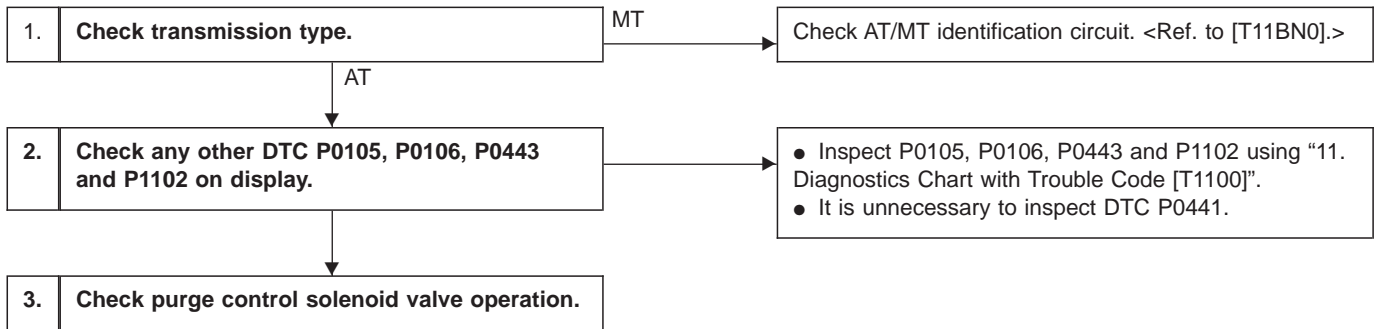 1. Check transmission type.
MT
Check AT/MT identification circuit. <Ref. to [T11BN0].>
AT
2. Check any other DTC P0105, P0106, P0443
and P1102 on display.
● Inspect P0105, P0106, P0443 and P1102 using “11.
Diagnostics Chart with Trouble Code [T1100]”.
● It is unnecessary to inspect DTC P0441.
3. Check purge control solenoid valve operation.